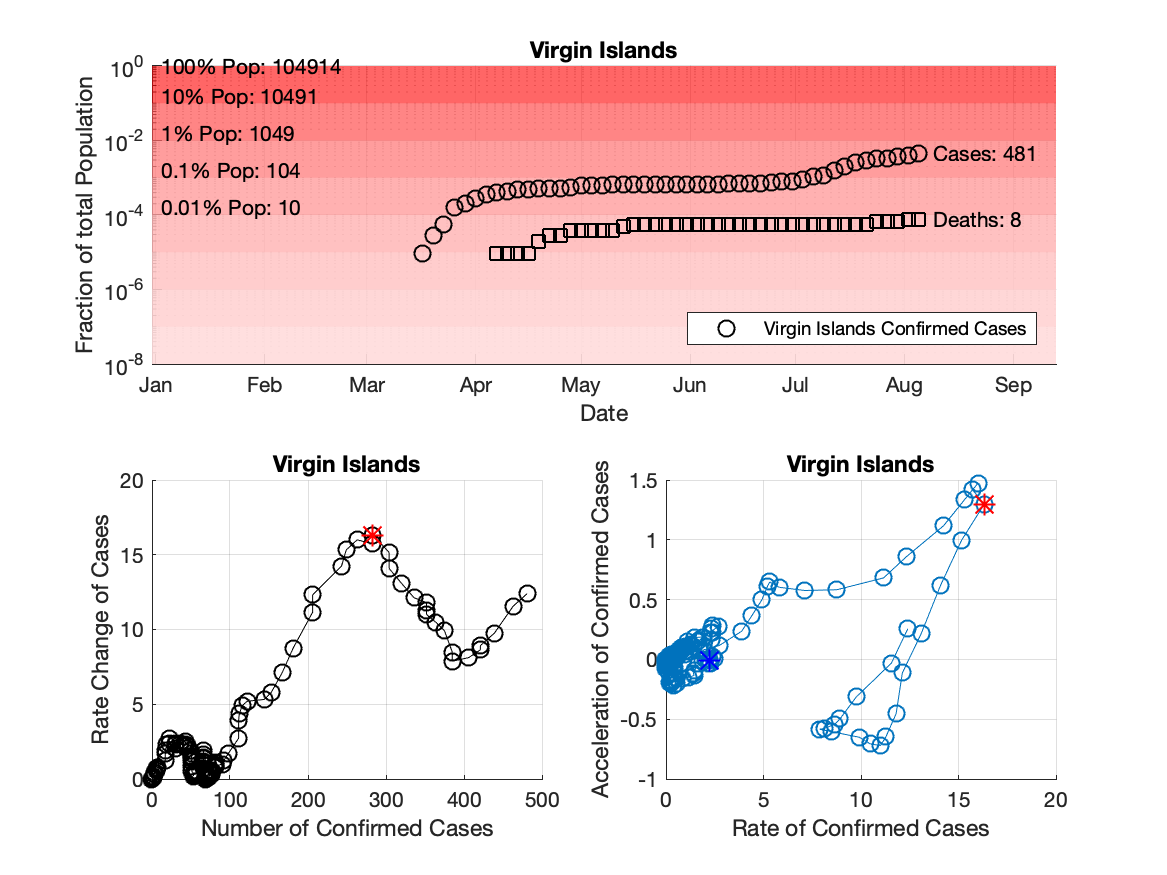 Virgin Islands
Fraction of total Population
10^0
10^-2
10^-4
10^-6
10^-8
100% Pop: 104914
10% Pop: 10491
1% Pop: 1049
0.1% Pop: 104
0.01% Pop: 10
Cases: 481
Deaths: 8
Virgin Islands Confirmed Cases
Jan Feb Mar Apr May Jun Jul Aug Sep
Date
Virgin Islands
Rate Change of Cases
20
15
10
5
0
0 100 200 300 400 500
Number of Confirmed Cases
Virgin Islands
Acceleration of Confirmed Cases
1.5
1
0.5
0
-0.5
-1
0 5 10 15 20
Rate of Confirmed Cases